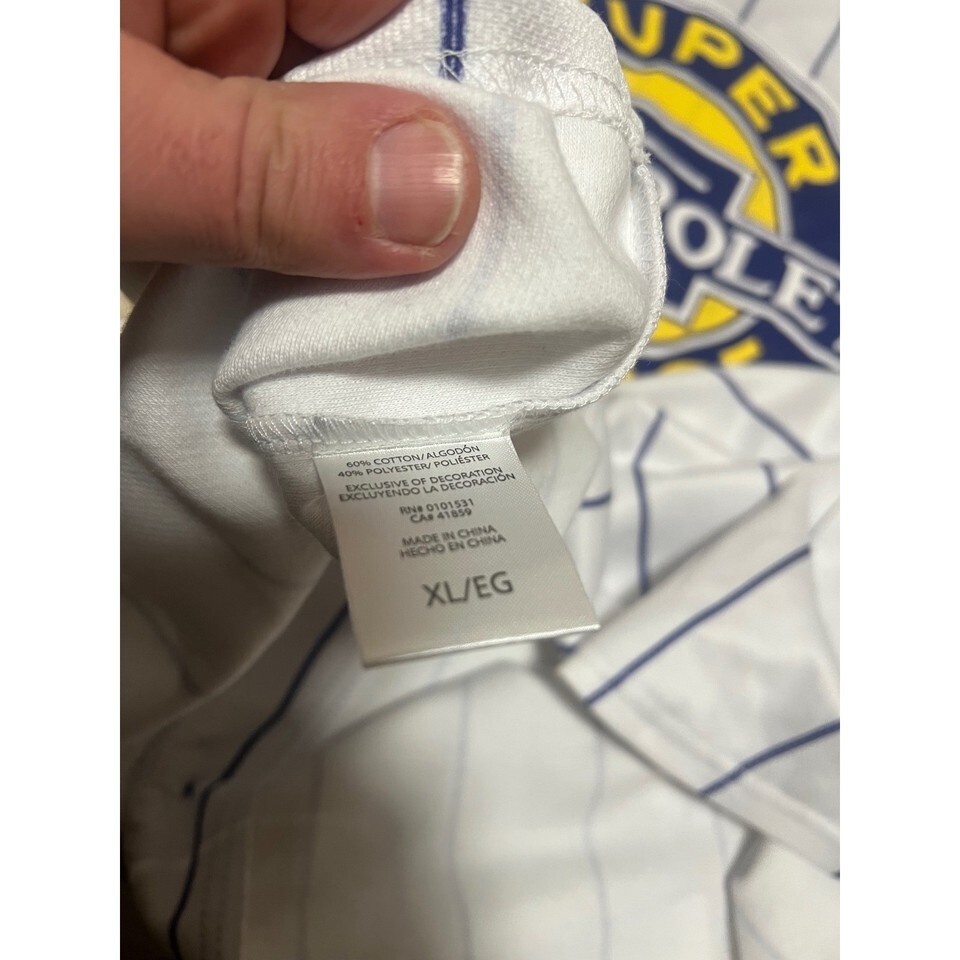 UPER
ROLE
60% COTTON/ALGODÓN
40% POLYESTER/POLIÉSTER
EXCLUSIVE OF DECORATION
EXCLUYENDO LA DECORACIÓN
RN# 0101531
CA# 41859
MADE IN CHINA
HECHO EN CHINA
XL/EG